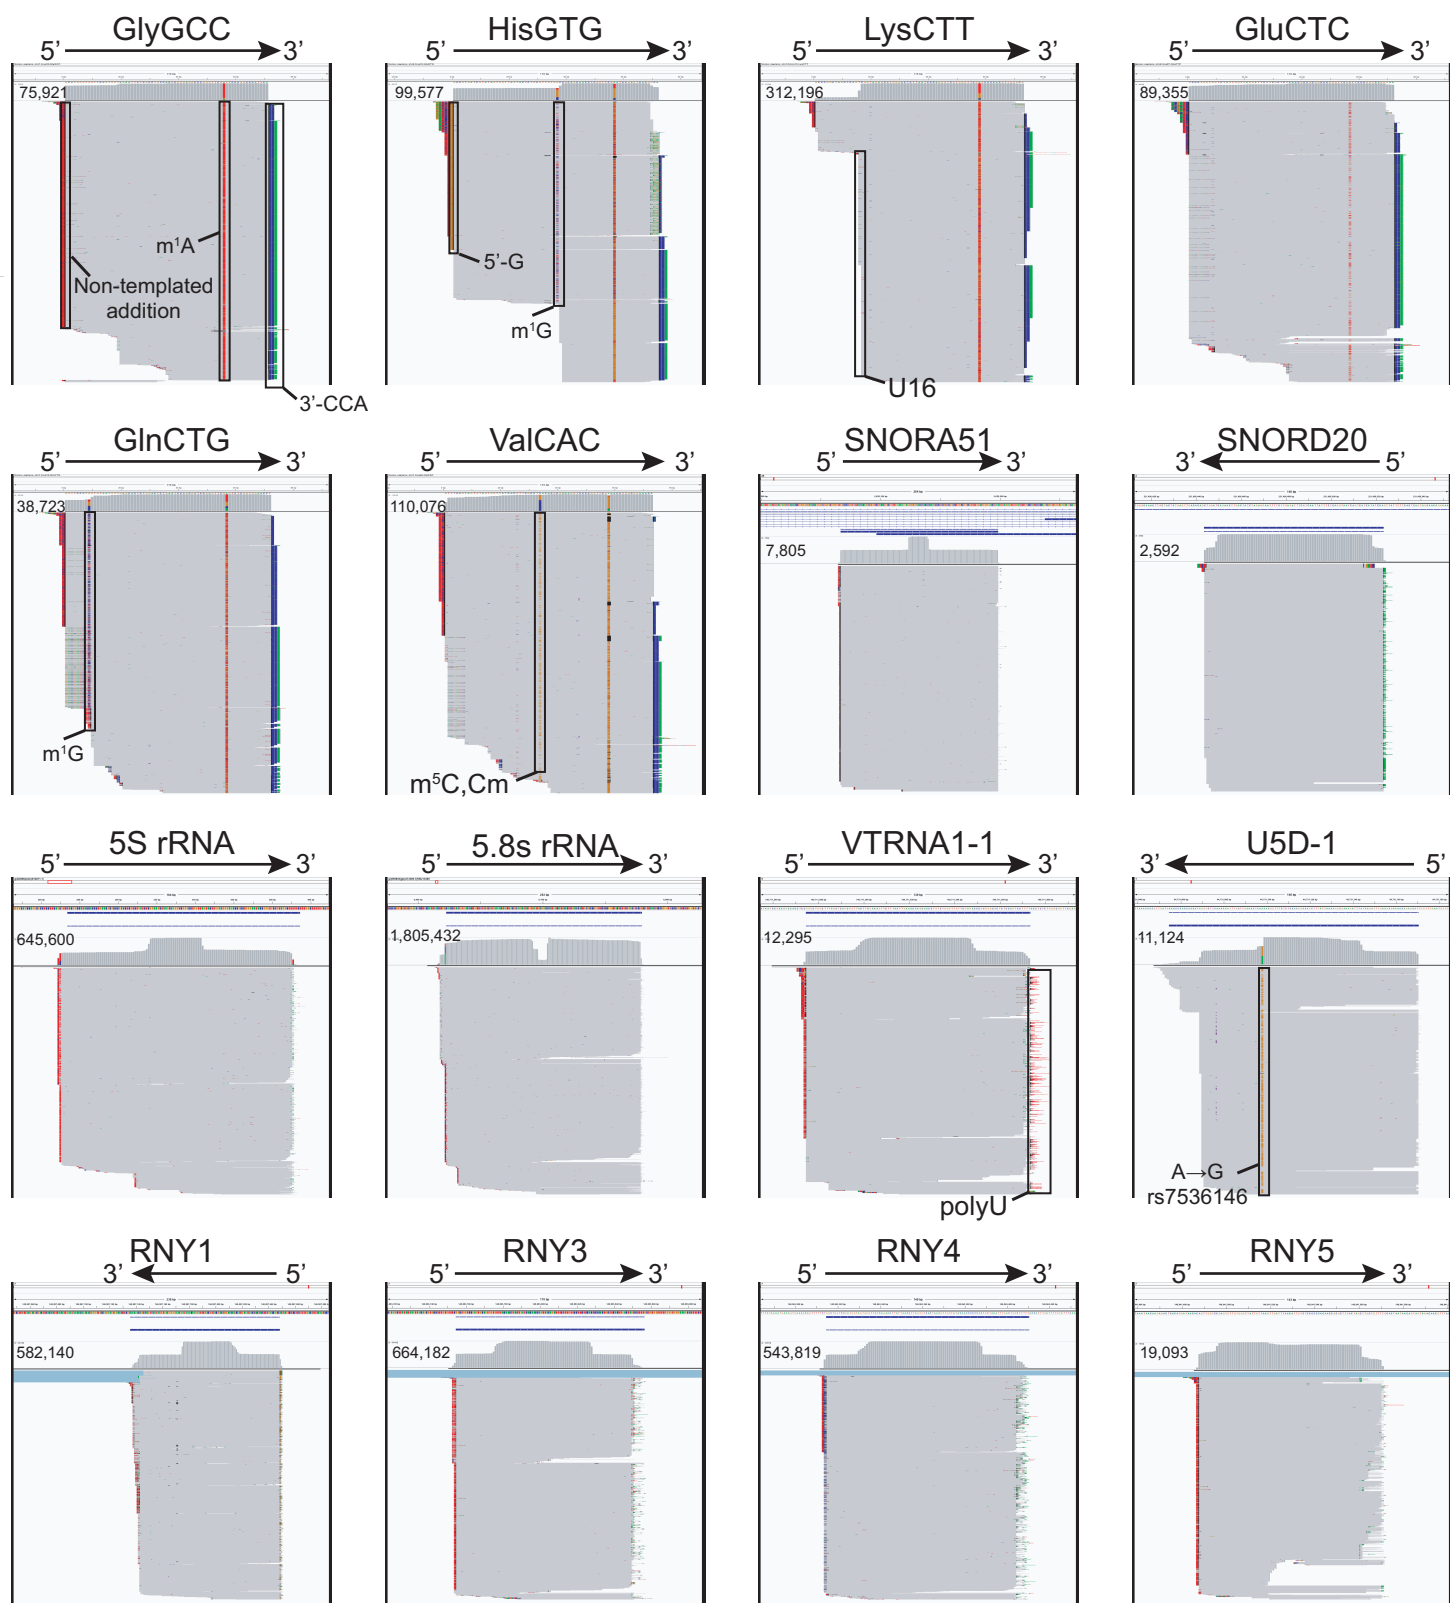 GlyGCC
5’ 3’
75,921
m¹A
Non-templated
addition
3’-CCA
HisGTG
5’ 3’
99,577
5’-G
m¹G
LysCTT
5’ 3’
312,196
U16
GluCTC
5’ 3’
89,355
GlnCTG
5’ 3’
38,723
m¹G
ValCAC
5’ 3’
110,076
m⁵C,Cm
SNORA51
5’ 3’
7,805
SNORD20
3’ 5’
2,592
5S rRNA
5’ 3’
645,600
5.8s rRNA
5’ 3’
1,805,432
VTRNA1-1
5’ 3’
12,295
polyU
U5D-1
3’ 5’
11,124
A→G
rs7536146
RNY1
3’ 5’
582,140
RNY3
5’ 3’
664,182
RNY4
5’ 3’
543,819
RNY5
5’ 3’
19,093